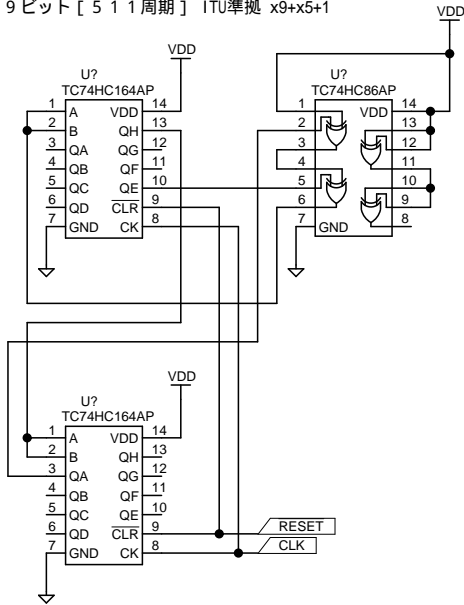 ９ビット [ ５１１周期 ] ITU準拠 x9+x5+1
VDD
VDD
U?
TC74HC164AP
1 A VDD 14
2 B QH 13
3 QA QG 12
4 QB QF 11
5 QC QE 10
6 QD CLR 9
7 GND CK 8
U?
TC74HC86AP
1 VDD 14
2 13
3 12
4 11
5 10
6 9
7 GND 8
VDD
U?
TC74HC164AP
1 A VDD 14
2 B QH 13
3 QA QG 12
4 QB QF 11
5 QC QE 10
6 QD CLR 9
7 GND CK 8
RESET
CLK